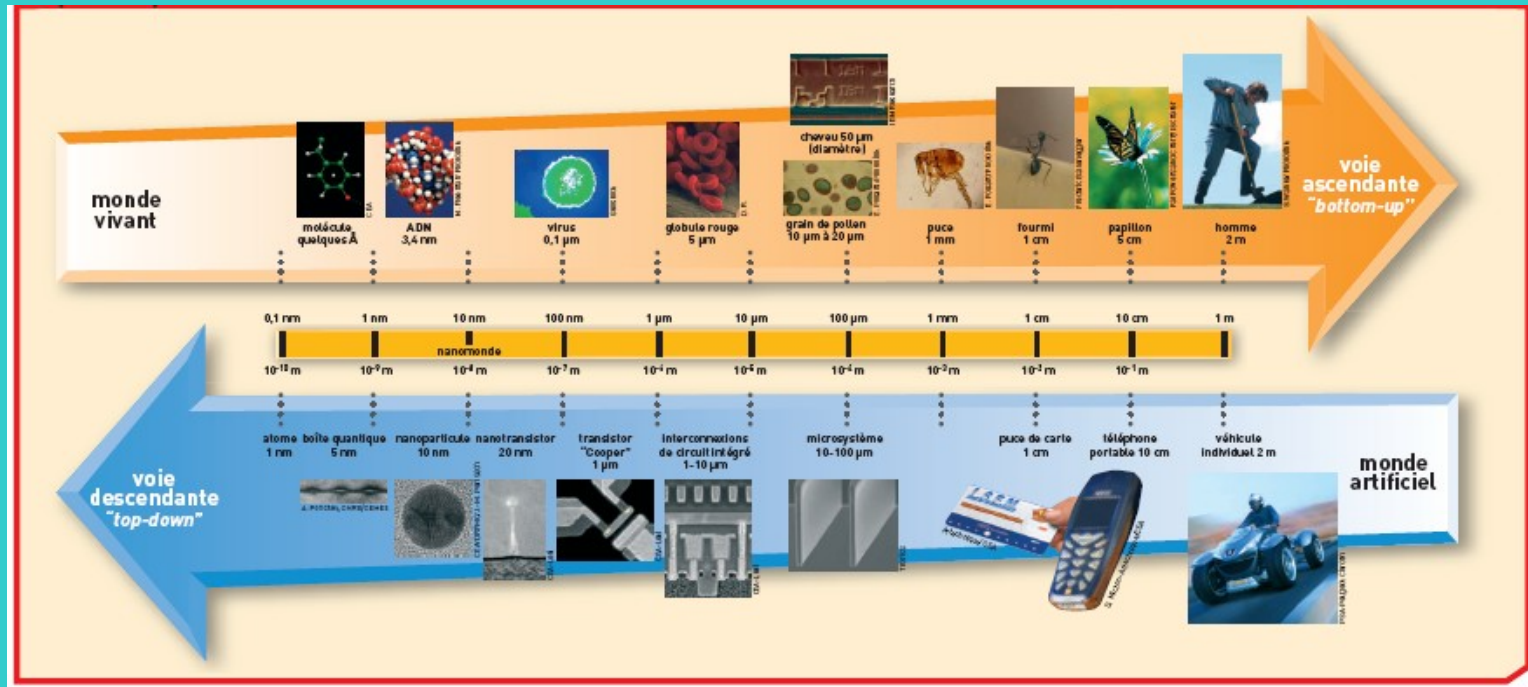 monde
vivant
molécule
quelques Å
ADN
3,4 nm
virus
0,1 µm
globule rouge
5 µm
cheveu 50 µm
(diamètre)
grain de pollen
10 µm à 20 µm
puce
1 mm
fourmi
1 cm
papillon
5 cm
homme
2 m
voie
ascendante
"bottom-up"
CEA
D. R.
0,1 nm 1 nm 10 nm 100 nm 1 µm 10 µm 100 µm 1 mm 1 cm 10 cm 1 m
nanomonde
10⁻¹⁰ m 10⁻⁹ m 10⁻⁸ m 10⁻⁷ m 10⁻⁶ m 10⁻⁵ m 10⁻⁴ m 10⁻³ m 10⁻² m 10⁻¹ m
voie
descendante
"top-down"
atome
1 nm
boîte quantique
5 nm
nanoparticule
10 nm
nanotransistor
20 nm
transistor
"Cooper"
1 µm
interconnexions
de circuit intégré
1-10 µm
microsystème
10-100 µm
puce de carte
1 cm
téléphone
portable 10 cm
véhicule
individuel 2 m
monde
artificiel